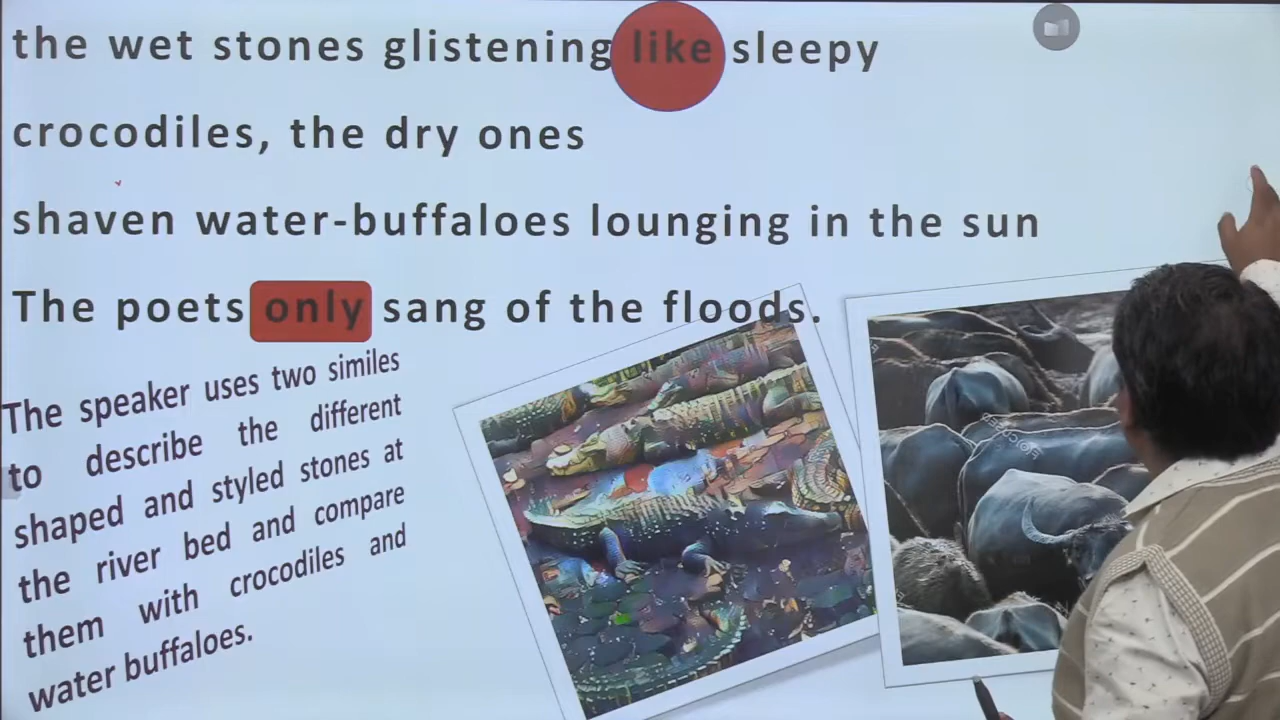 the wet stones glistening like sleepy
crocodiles, the dry ones
shaven water-buffaloes lounging in the sun
The poets only sang of the floods.
The speaker uses two similes
to describe the different
shaped and styled stones at
the river bed and compare
them with crocodiles and
water buffaloes.